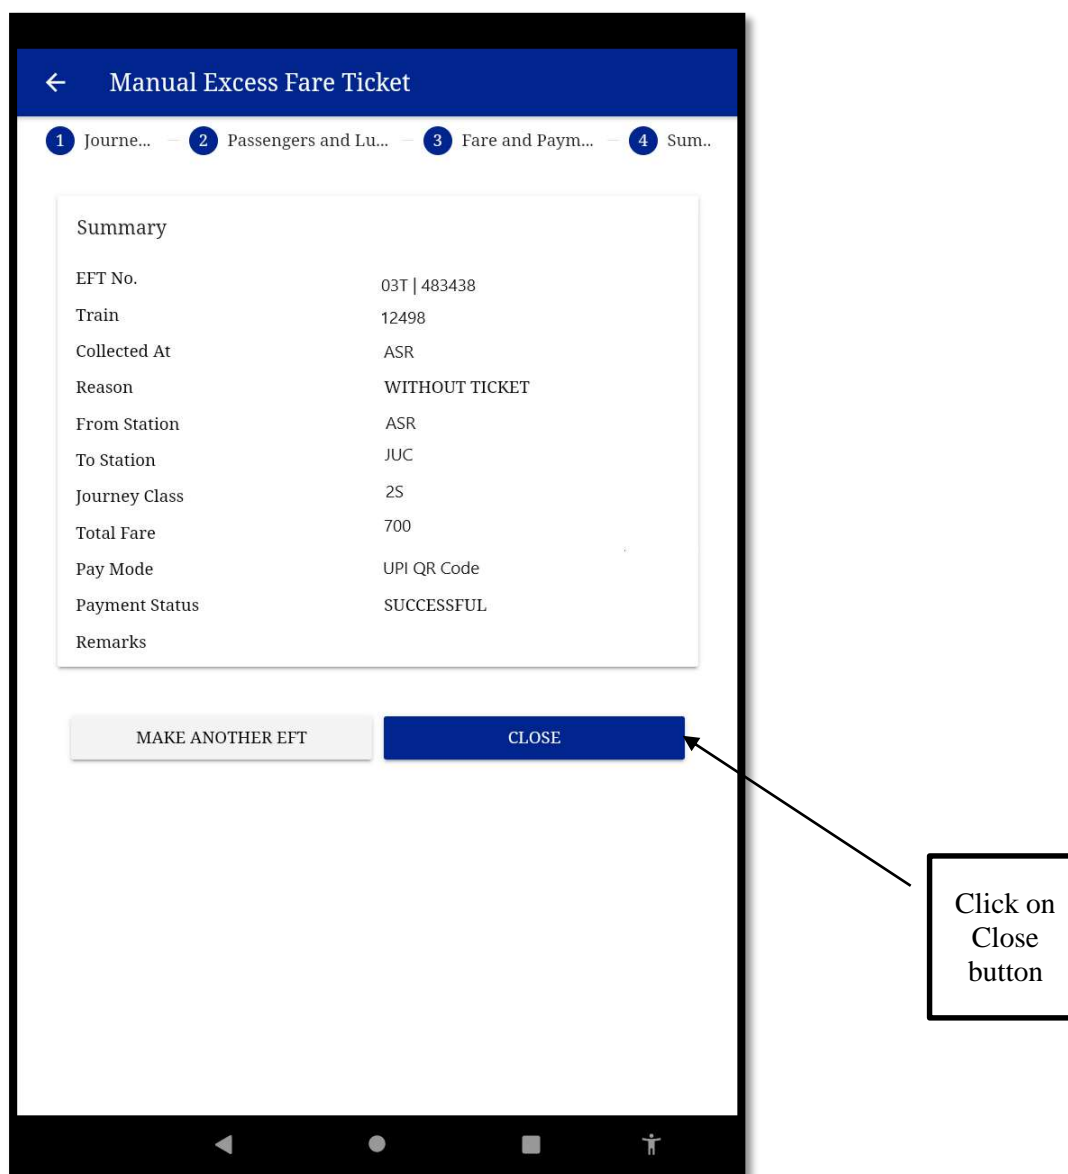 Manual Excess Fare Ticket
1 Journe... 2 Passengers and Lu... 3 Fare and Paym... 4 Sum..
Summary
EFT No. 03T | 483438
Train 12498
Collected At ASR
Reason WITHOUT TICKET
From Station ASR
To Station JUC
Journey Class 2S
Total Fare 700
Pay Mode UPI QR Code
Payment Status SUCCESSFUL
Remarks
MAKE ANOTHER EFT CLOSE
Click on
Close
button